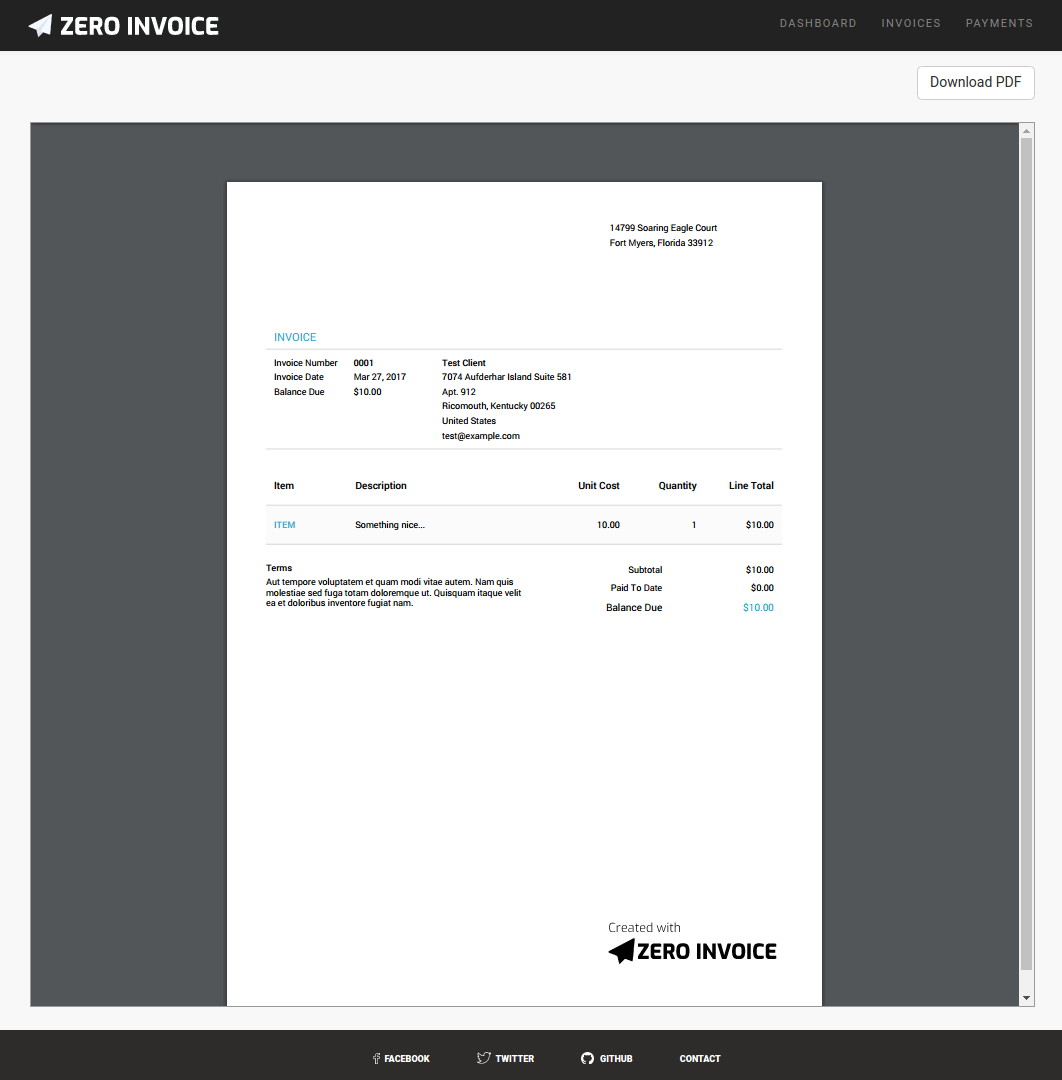 ZERO INVOICE
DASHBOARD INVOICES PAYMENTS
Download PDF
14799 Soaring Eagle Court
Fort Myers, Florida 33912
INVOICE
Invoice Number 0001 Test Client
Invoice Date Mar 27, 2017 7074 Aufderhar Island Suite 581
Balance Due $10.00 Apt. 912
Ricomouth, Kentucky 00265
United States
test@example.com
Item Description Unit Cost Quantity Line Total
ITEM Something nice... 10.00 1 $10.00
Terms
Aut tempore voluptatem et quam modi vitae autem. Nam quis
molestiae sed fuga totam doloremque ut. Quisquam itaque velit
ea et doloribus inventore fugiat nam.
Subtotal $10.00
Paid To Date $0.00
Balance Due $10.00
Created with
ZERO INVOICE
FACEBOOK TWITTER GITHUB CONTACT